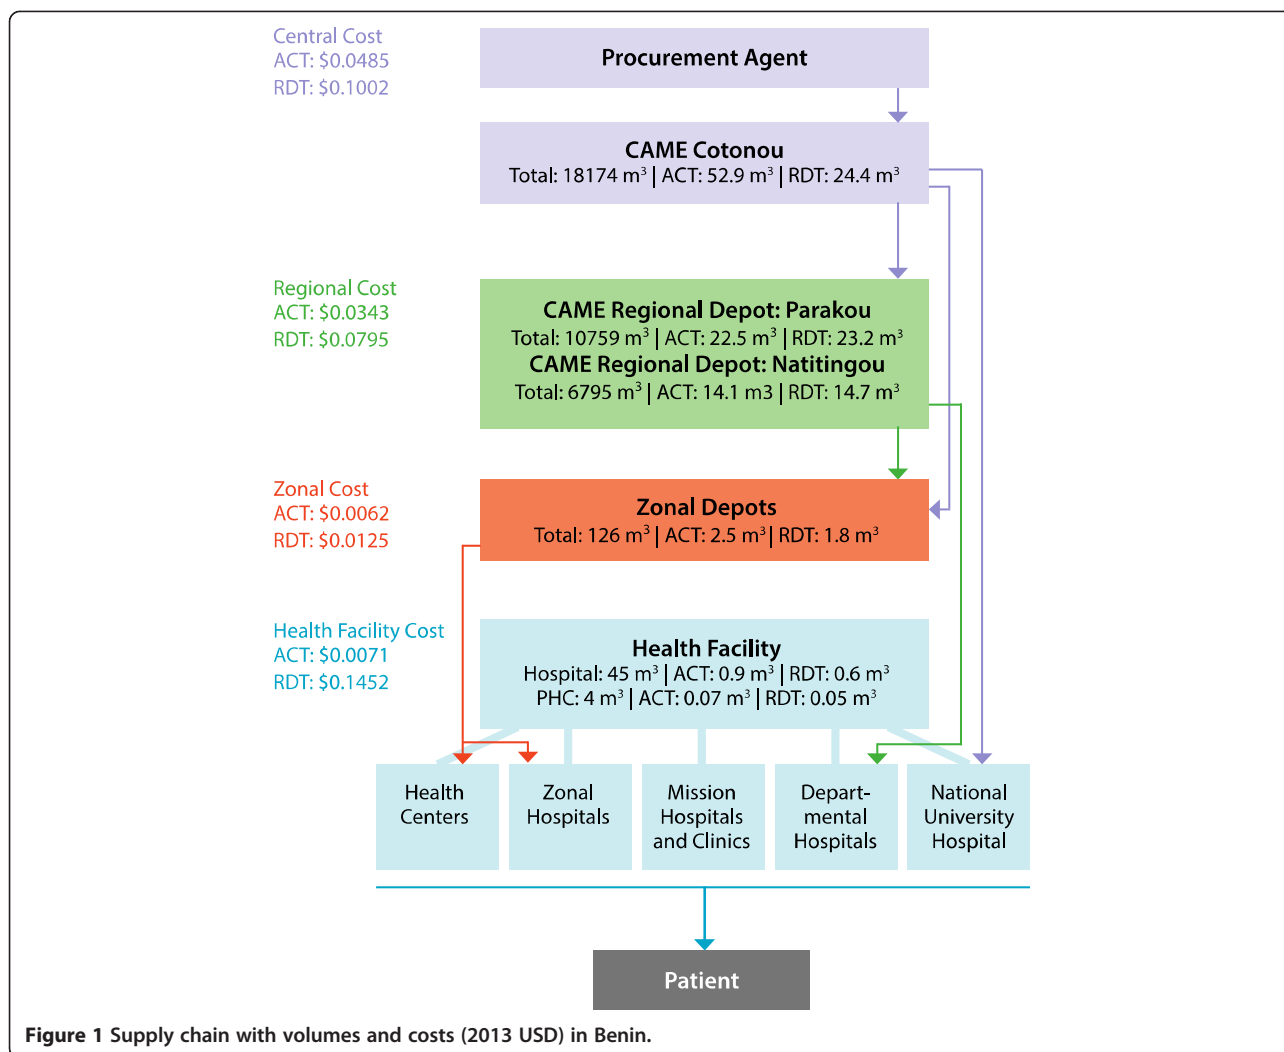 Central Cost
ACT: $0.0485
RDT: $0.1002
Procurement Agent
CAME Cotonou
Total: 18174 m³ | ACT: 52.9 m³ | RDT: 24.4 m³
Regional Cost
ACT: $0.0343
RDT: $0.0795
CAME Regional Depot: Parakou
Total: 10759 m³ | ACT: 22.5 m³ | RDT: 23.2 m³
CAME Regional Depot: Natitingou
Total: 6795 m³ | ACT: 14.1 m3 | RDT: 14.7 m³
Zonal Cost
ACT: $0.0062
RDT: $0.0125
Zonal Depots
Total: 126 m³ | ACT: 2.5 m³ | RDT: 1.8 m³
Health Facility Cost
ACT: $0.0071
RDT: $0.1452
Health Facility
Hospital: 45 m³ | ACT: 0.9 m³ | RDT: 0.6 m³
PHC: 4 m³ | ACT: 0.07 m³ | RDT: 0.05 m³
Health
Centers
Zonal
Hospitals
Mission
Hospitals
and Clinics
Depart-
mental
Hospitals
National
University
Hospital
Patient
Figure 1 Supply chain with volumes and costs (2013 USD) in Benin.